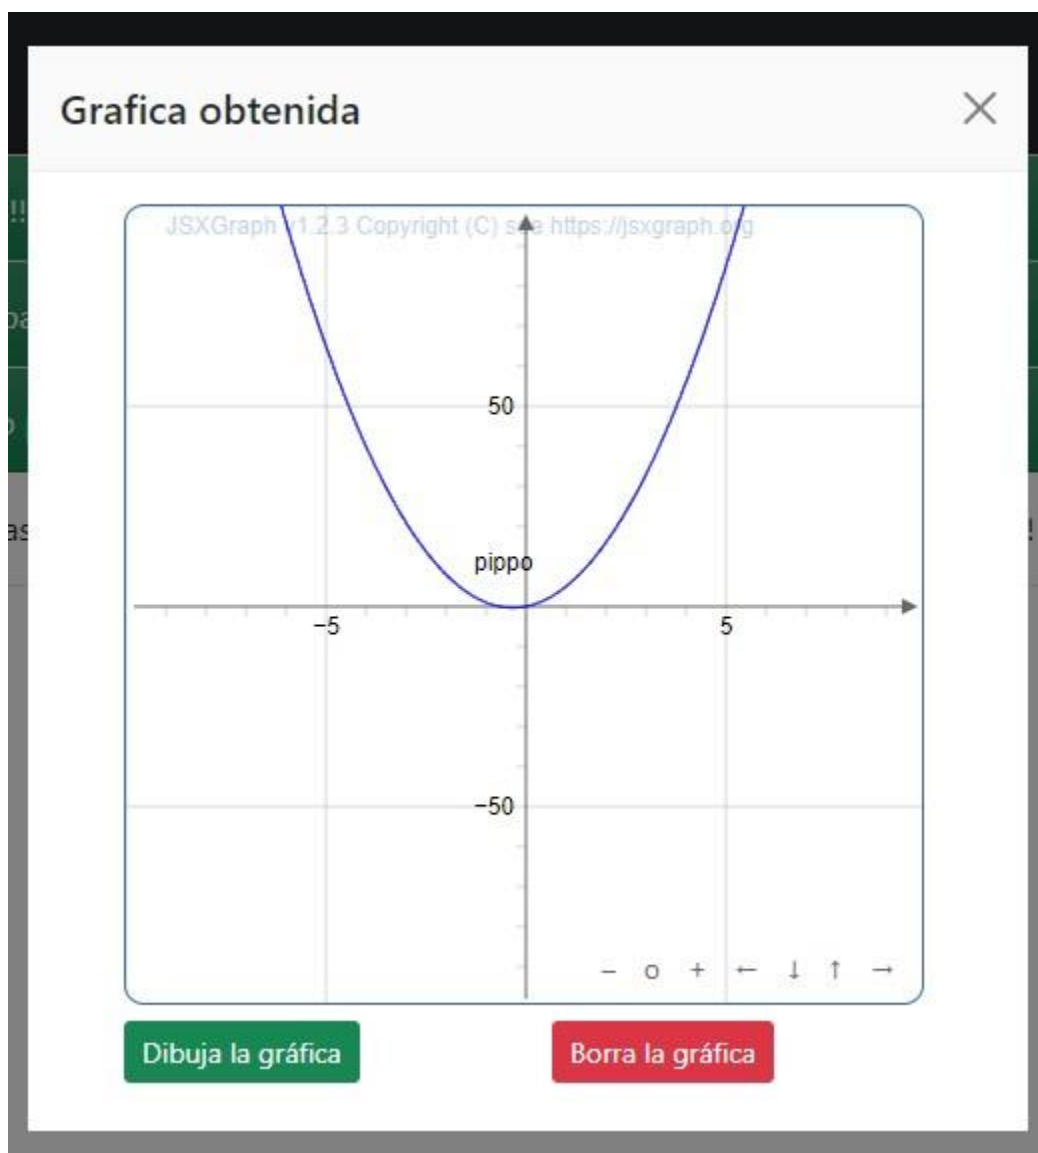 Grafica obtenida
!!
JSXGraph v1.2.3 Copyright (C) see https://jsxgraph.org
50
pippo
−5
5
−50
− o + ← ↓ ↑ →
Dibuja la gráfica
Borra la gráfica